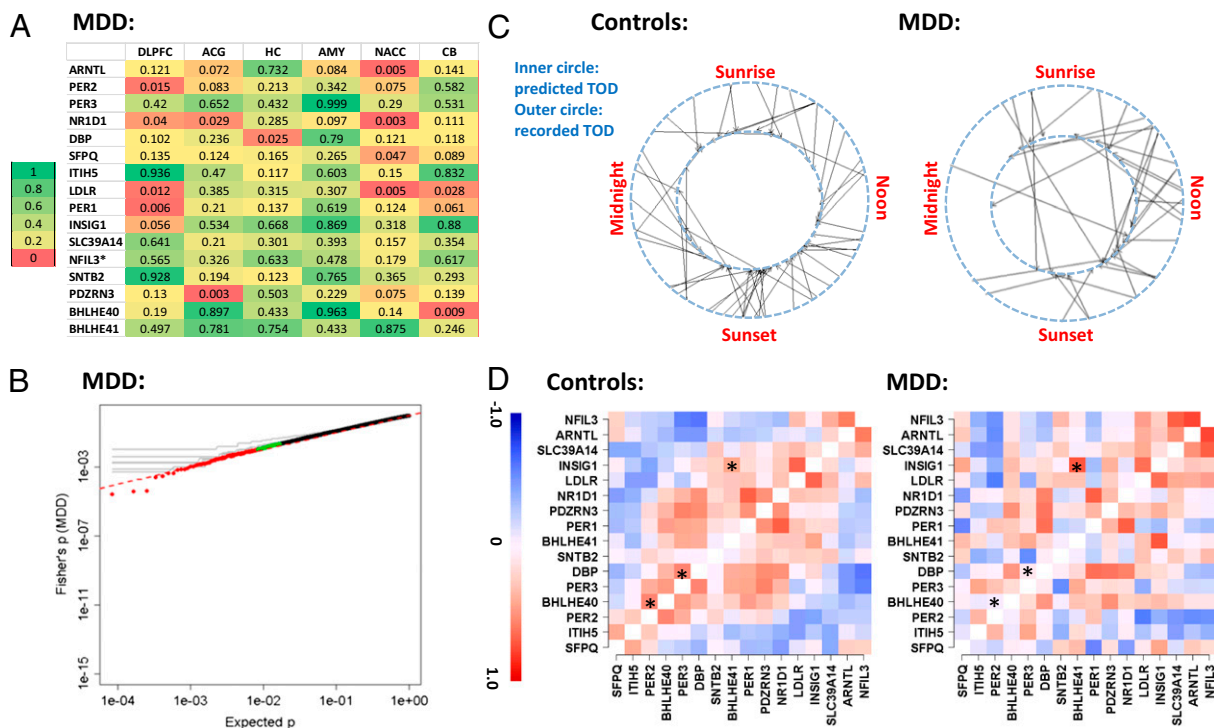 A
MDD:
DLPFC ACG HC AMY NACC CB
ARNTL 0.121 0.072 0.732 0.084 0.005 0.141
PER2 0.015 0.083 0.213 0.342 0.075 0.582
PER3 0.42 0.652 0.432 0.999 0.29 0.531
NR1D1 0.04 0.029 0.285 0.097 0.003 0.111
DBP 0.102 0.236 0.025 0.79 0.121 0.118
SFPQ 0.135 0.124 0.165 0.265 0.047 0.089
ITIH5 0.936 0.47 0.117 0.603 0.15 0.832
LDLR 0.012 0.385 0.315 0.307 0.005 0.028
PER1 0.006 0.21 0.137 0.619 0.124 0.061
INSIG1 0.056 0.534 0.668 0.869 0.318 0.88
SLC39A14 0.641 0.21 0.301 0.393 0.157 0.354
NFIL3* 0.565 0.326 0.633 0.478 0.179 0.617
SNTB2 0.928 0.194 0.123 0.765 0.365 0.293
PDZRN3 0.13 0.003 0.503 0.229 0.075 0.139
BHLHE40 0.19 0.897 0.433 0.963 0.14 0.009
BHLHE41 0.497 0.781 0.754 0.433 0.875 0.246
1
0.8
0.6
0.4
0.2
0
B
MDD:
Fisher's p (MDD)
1e-03
1e-07
1e-11
1e-15
1e-04 1e-03 1e-02 1e-01 1e+00
Expected p
C
Controls:
Inner circle:
predicted TOD
Outer circle:
recorded TOD
Sunrise
Midnight
Noon
Sunset
MDD:
Sunrise
Midnight
Noon
Sunset
D
-1.0
0
1.0
Controls:
NFIL3
ARNTL
SLC39A14
INSIG1
LDLR
NR1D1
PDZRN3
PER1
BHLHE41
SNTB2
DBP
PER3
BHLHE40
PER2
ITIH5
SFPQ
*
*
*
SFPQ
ITIH5
PER2
BHLHE40
PER3
DBP
SNTB2
BHLHE41
PER1
PDZRN3
NR1D1
LDLR
INSIG1
SLC39A14
ARNTL
NFIL3
MDD:
NFIL3
ARNTL
SLC39A14
INSIG1
LDLR
NR1D1
PDZRN3
PER1
BHLHE41
SNTB2
DBP
PER3
BHLHE40
PER2
ITIH5
SFPQ
*
*
*
SFPQ
ITIH5
PER2
BHLHE40
PER3
DBP
SNTB2
BHLHE41
PER1
PDZRN3
NR1D1
LDLR
INSIG1
SLC39A14
ARNTL
NFIL3